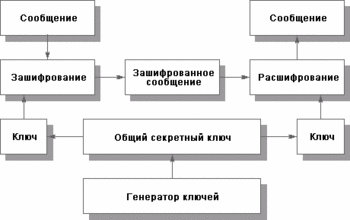 Сообщение
Сообщение
Зашифрование
Зашифрованное
сообщение
Расшифрование
Ключ
Общий секретный ключ
Ключ
Генератор ключей